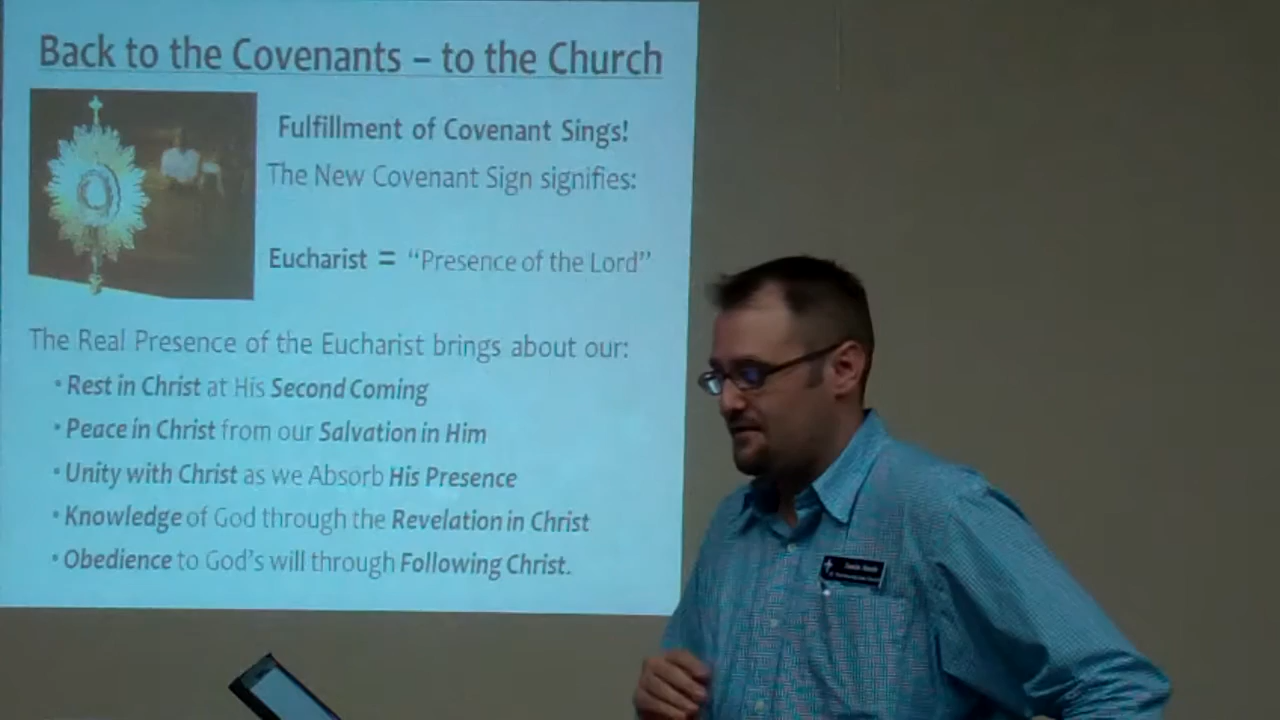 Back to the Covenants – to the Church
Fulfillment of Covenant Sings!
The New Covenant Sign signifies:
Eucharist = “Presence of the Lord”
The Real Presence of the Eucharist brings about our:
• Rest in Christ at His Second Coming
• Peace in Christ from our Salvation in Him
• Unity with Christ as we Absorb His Presence
• Knowledge of God through the Revelation in Christ
• Obedience to God’s will through Following Christ.